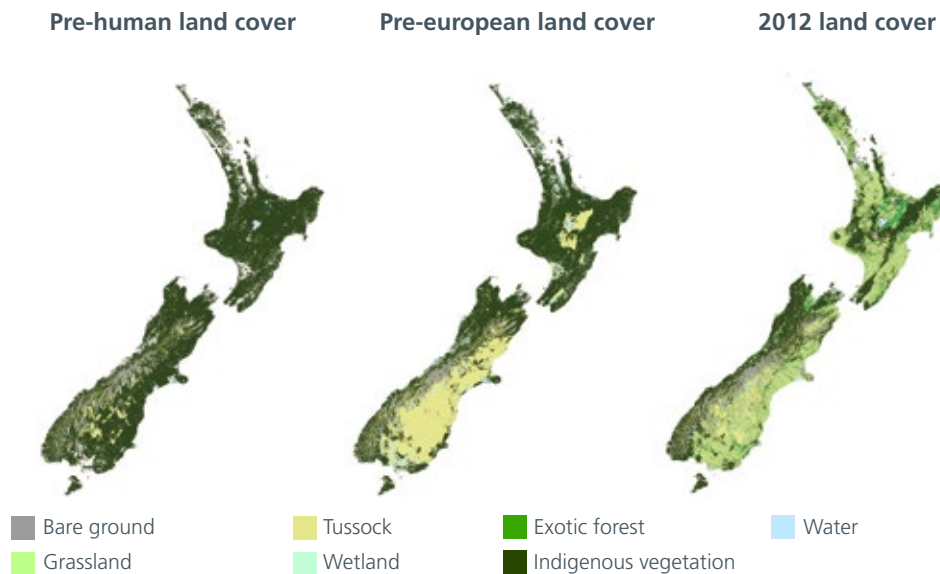 Pre-human land cover
Pre-european land cover
2012 land cover
Bare ground
Tussock
Exotic forest
Water
Grassland
Wetland
Indigenous vegetation